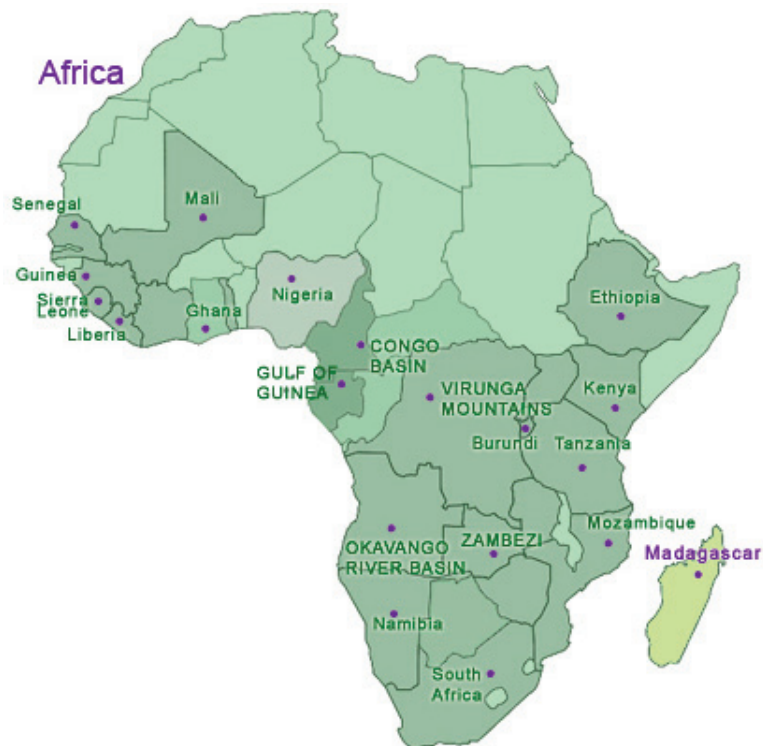 Africa
Mali
Senegal
Guinea
Sierra
Leone
Liberia
Ghana
Nigeria
Ethiopia
CONGO
BASIN
GULF OF
GUINEA
VIRUNGA
MOUNTAINS
Kenya
Burundi
Tanzania
Mozambique
ZAMBEZI
OKAVANGO
RIVER BASIN
Madagascar
Namibia
South
Africa